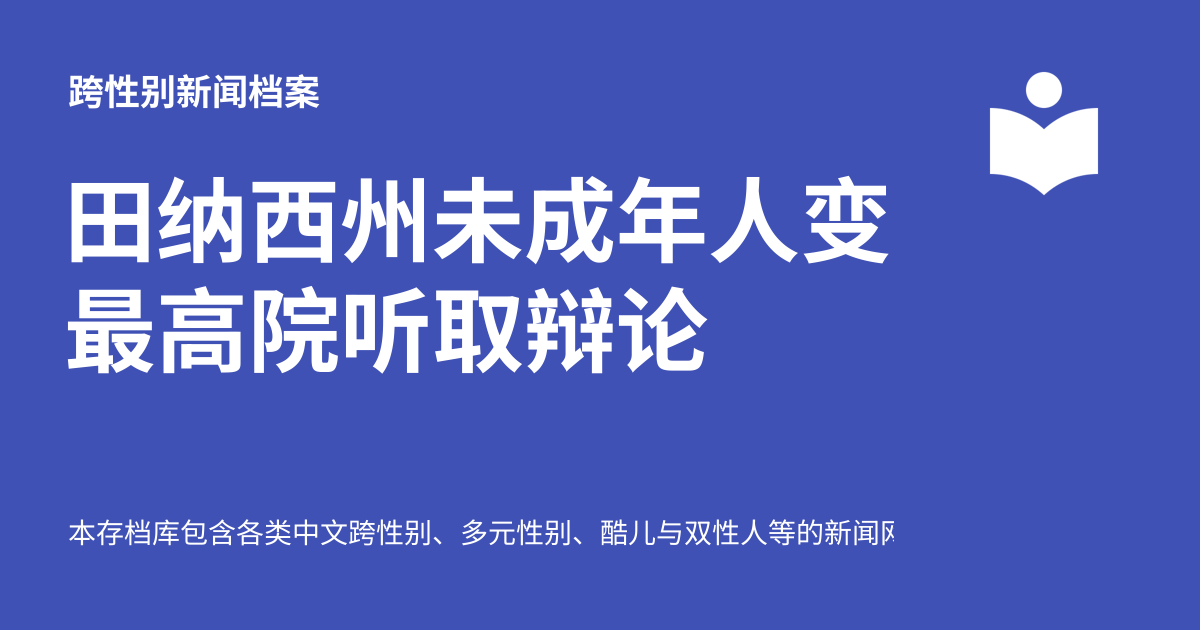 跨性别新闻档案
田纳西州未成年人变
最高院听取辩论
本存档库包含各类中文跨性别、多元性别、酷儿与双性人等的新闻网